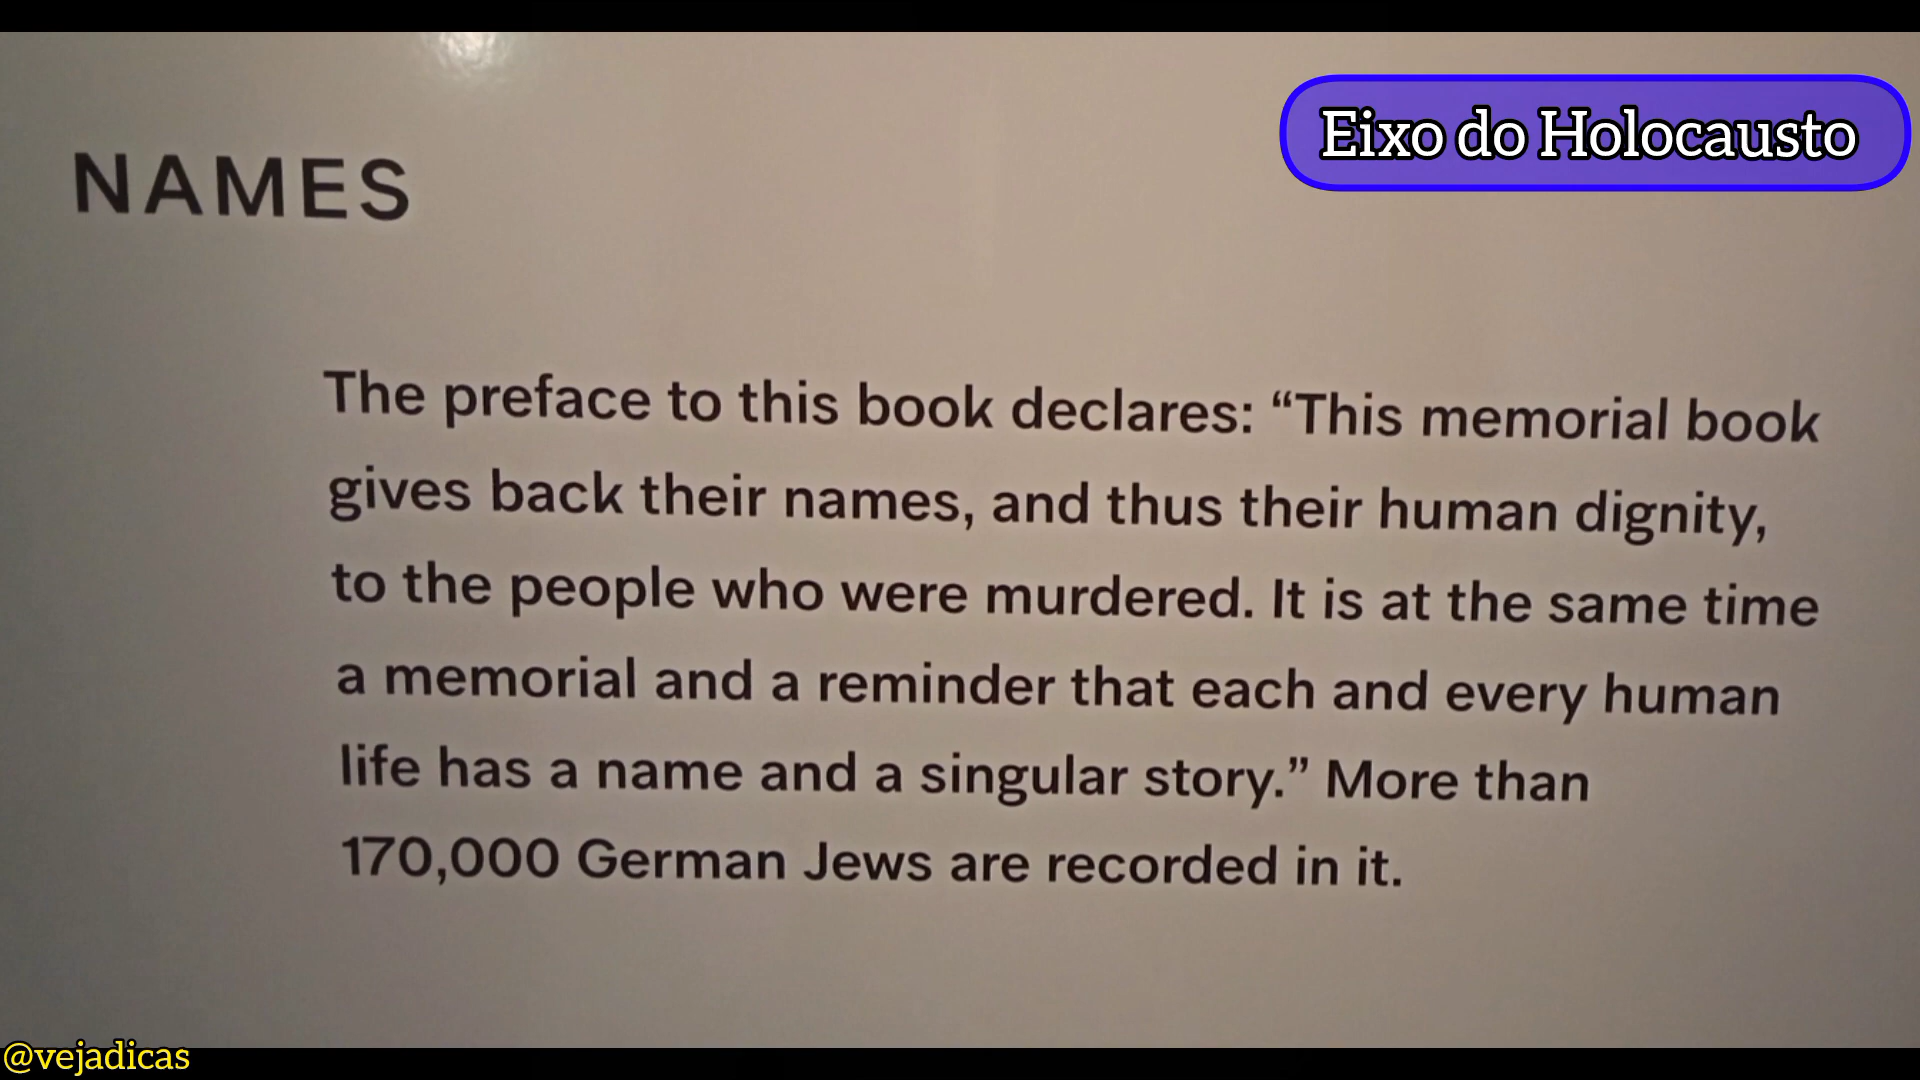 Eixo do Holocausto
NAMES
The preface to this book declares: “This memorial book
gives back their names, and thus their human dignity,
to the people who were murdered. It is at the same time
a memorial and a reminder that each and every human
life has a name and a singular story.” More than
170,000 German Jews are recorded in it.
@vejadicas